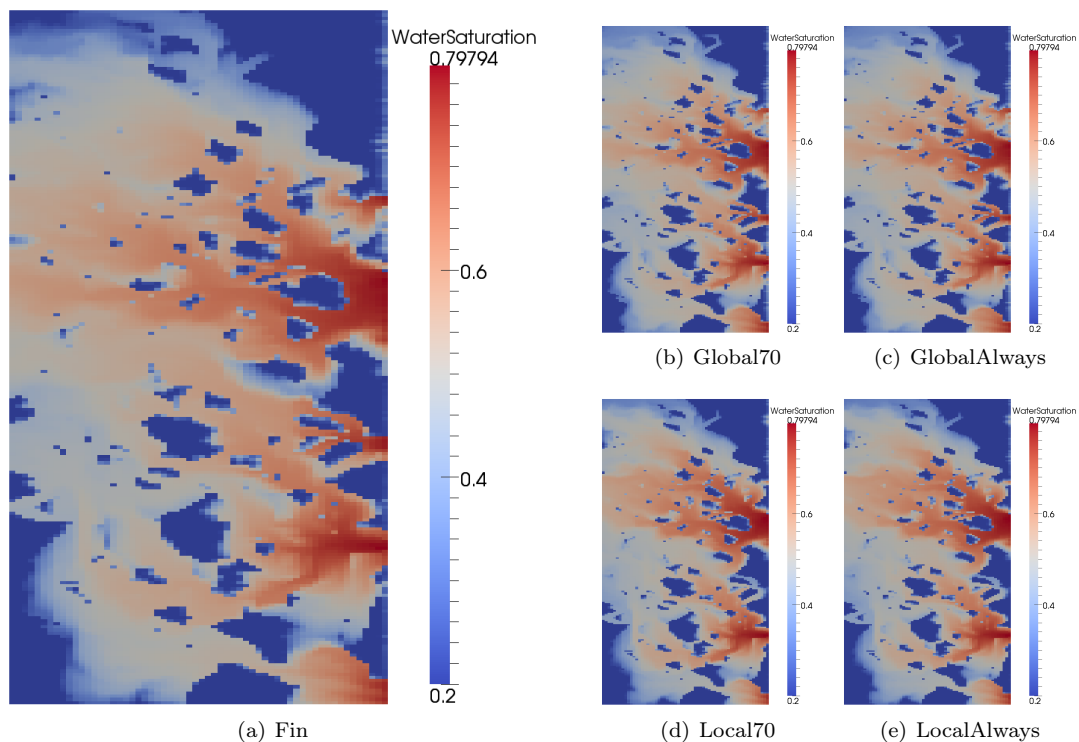 WaterSaturation
0.79794
0.6
0.4
0.2
(a) Fin
WaterSaturation
0.79794
0.6
0.4
0.2
(b) Global70
WaterSaturation
0.79794
0.6
0.4
0.2
(c) GlobalAlways
WaterSaturation
0.79794
0.6
0.4
0.2
(d) Local70
WaterSaturation
0.79794
0.6
0.4
0.2
(e) LocalAlways